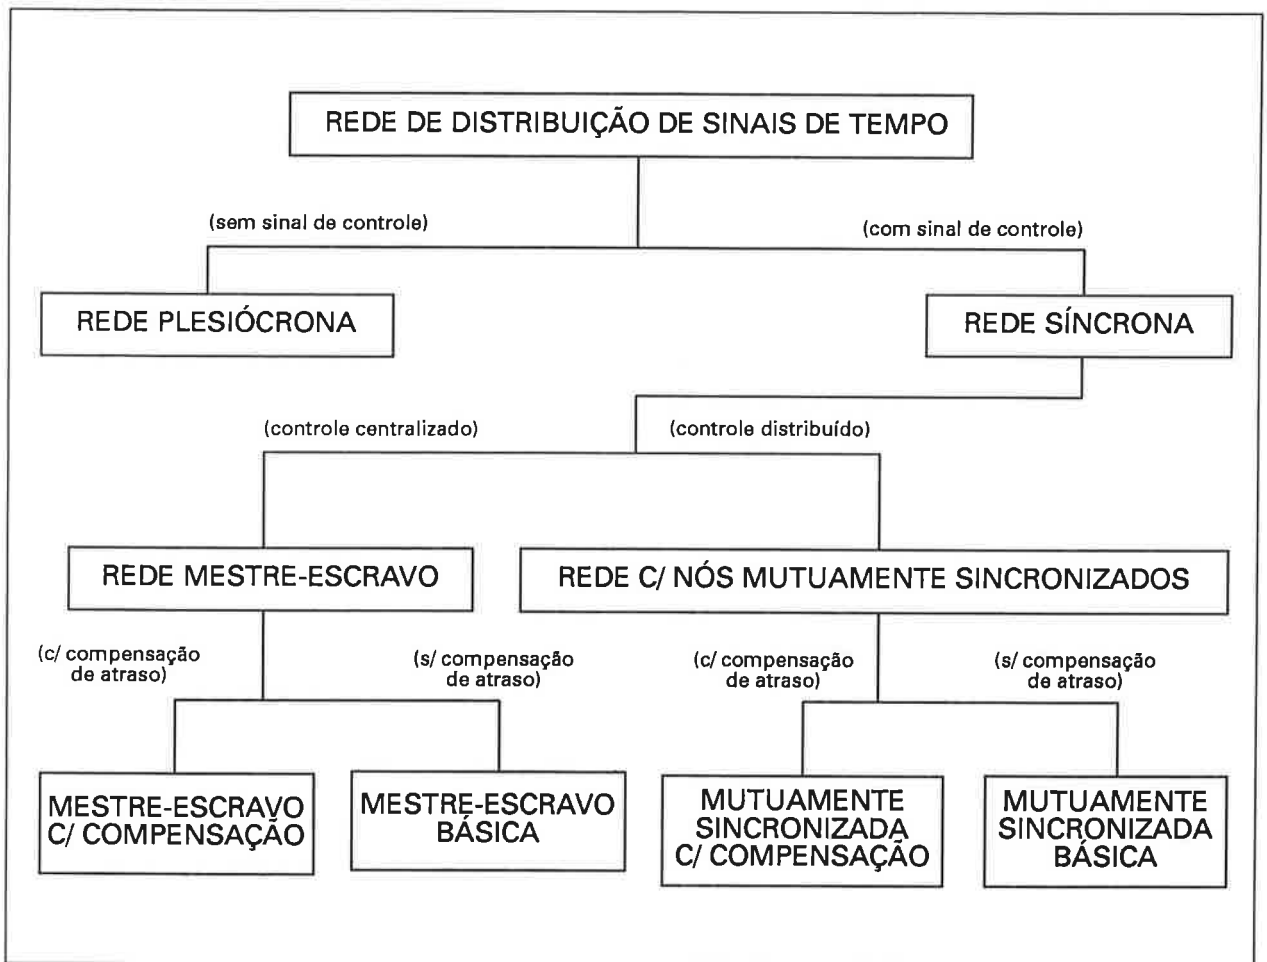 REDE DE DISTRIBUIÇÃO DE SINAIS DE TEMPO
(sem sinal de controle)
(com sinal de controle)
REDE PLESIÓCRONA
REDE SÍNCRONA
(controle centralizado)
(controle distribuído)
REDE MESTRE-ESCRAVO
REDE C/ NÓS MUTUAMENTE SINCRONIZADOS
(c/ compensação
de atraso)
(s/ compensação
de atraso)
(c/ compensação
de atraso)
(s/ compensação
de atraso)
MESTRE-ESCRAVO
C/ COMPENSAÇÃO
MESTRE-ESCRAVO
BÁSICA
MUTUAMENTE
SINCRONIZADA
C/ COMPENSAÇÃO
MUTUAMENTE
SINCRONIZADA
BÁSICA